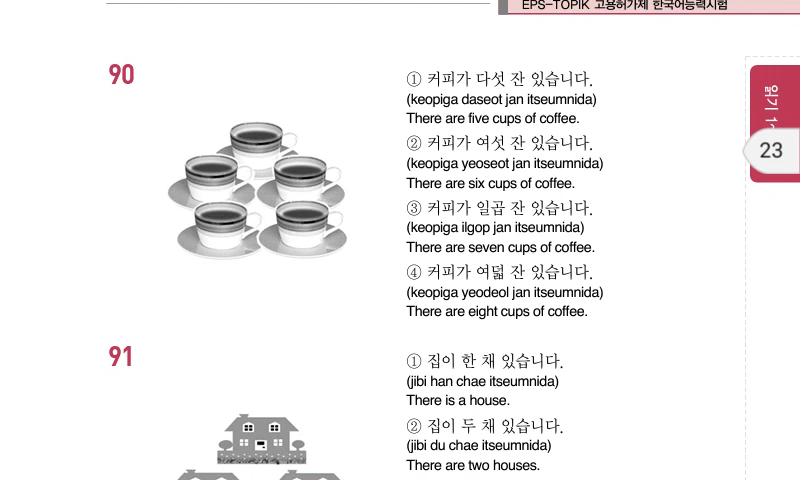 EPS-TOPIK 고용허가제 한국어능력시험
90
① 커피가 다섯 잔 있습니다.
(keopiga daseot jan itseumnida)
There are five cups of coffee.
② 커피가 여섯 잔 있습니다.
(keopiga yeoseot jan itseumnida)
There are six cups of coffee.
③ 커피가 일곱 잔 있습니다.
(keopiga ilgop jan itseumnida)
There are seven cups of coffee.
④ 커피가 여덟 잔 있습니다.
(keopiga yeodeol jan itseumnida)
There are eight cups of coffee.
읽기
23
91
① 집이 한 채 있습니다.
(jibi han chae itseumnida)
There is a house.
② 집이 두 채 있습니다.
(jibi du chae itseumnida)
There are two houses.